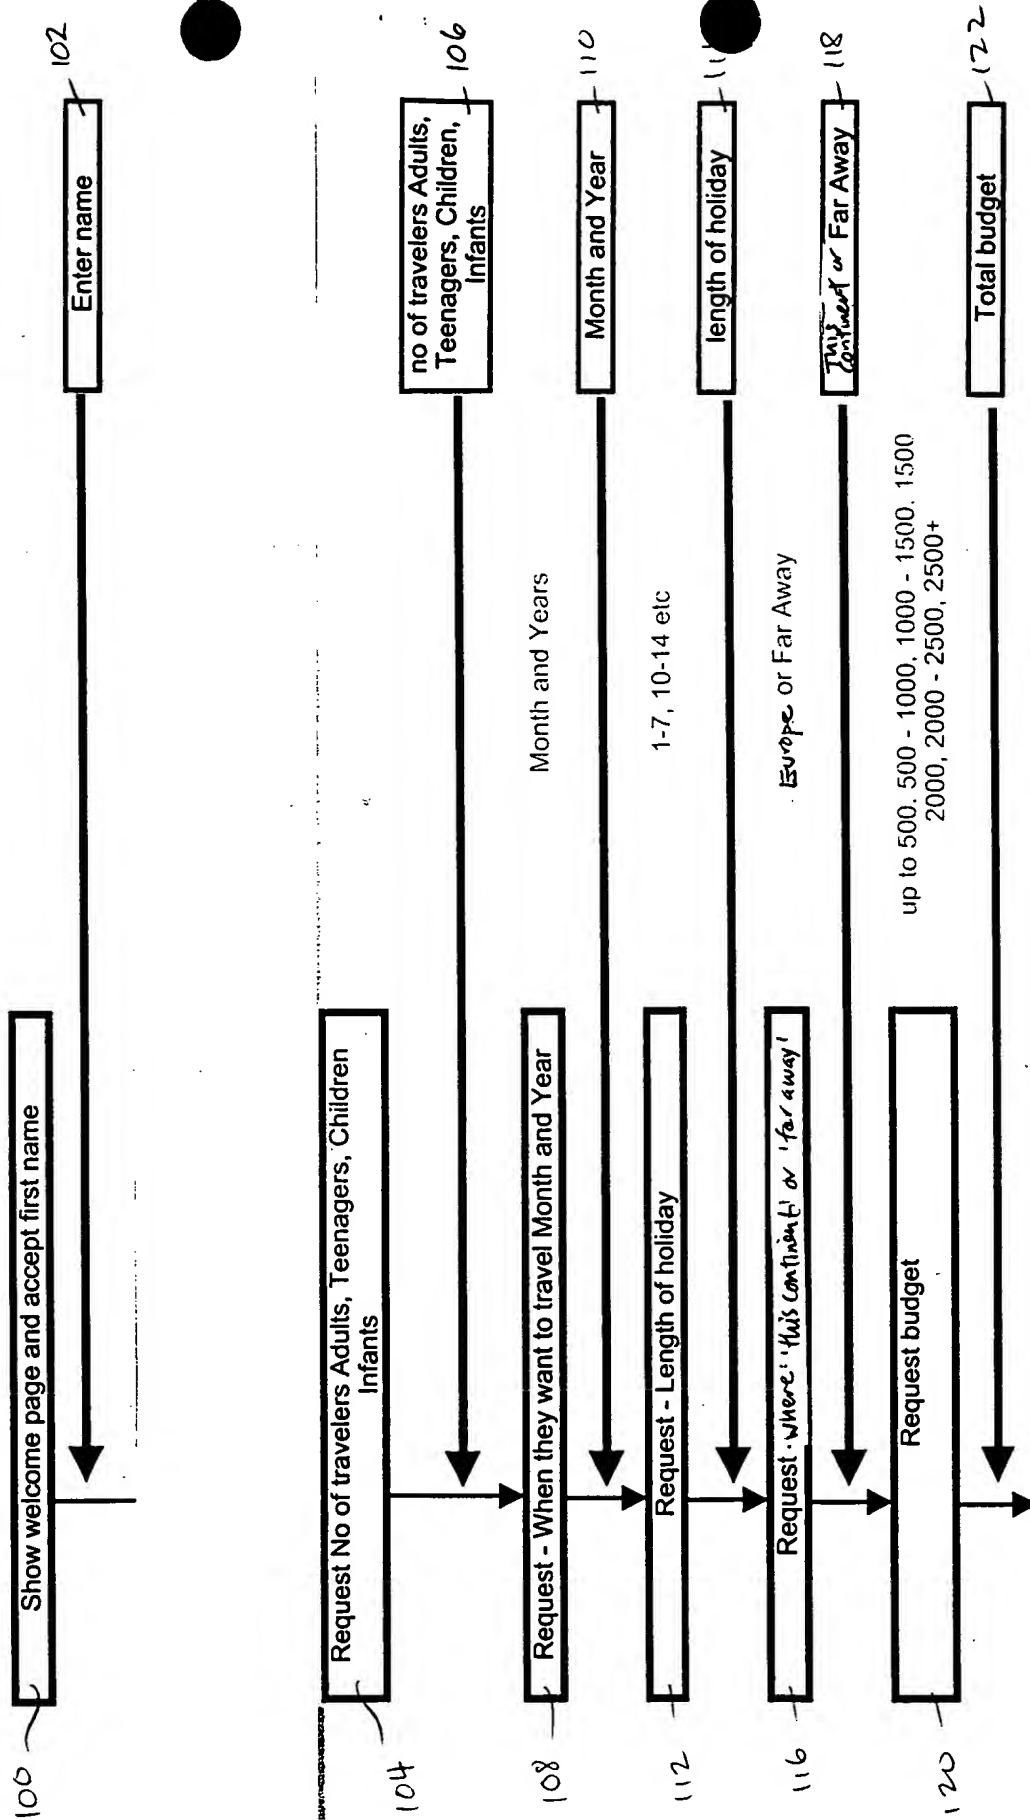 100
Show welcome page and accept first name
Enter name
102
104
Request No of travelers Adults, Teenagers, Children
Infants
no of travelers Adults,
Teenagers, Children,
Infants
106
108
Request - When they want to travel Month and Year
Month and Years
Month and Year
110
112
Request - Length of holiday
1-7, 10-14 etc
length of holiday
116
Request - where: 'this continent' or 'far away'
Europe or Far Away
This
continent or Far Away
118
120
Request budget
up to 500. 500 - 1000, 1000 - 1500. 1500
2000, 2000 - 2500, 2500+
Total budget
122